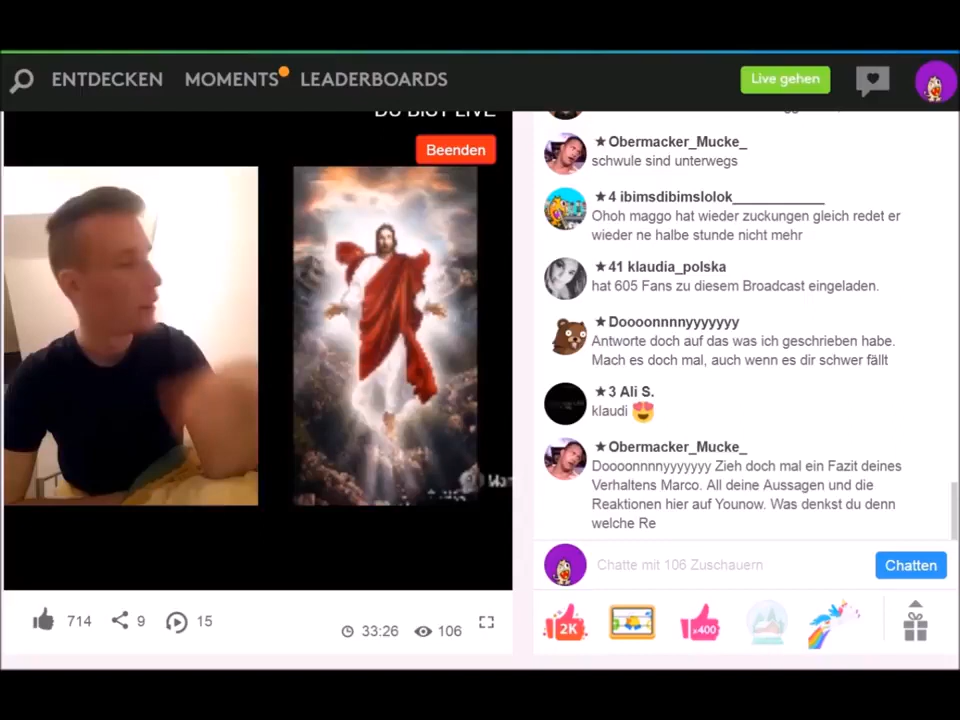 ENTDECKEN MOMENTS LEADERBOARDS Live gehen
DU BIST LIVE
Beenden
★Obermacker_Mucke_
schwule sind unterwegs
★4 ibimsdibimslolok____________
Ohoh maggo hat wieder zuckungen gleich redet er
wieder ne halbe stunde nicht mehr
★41 klaudia_polska
hat 605 Fans zu diesem Broadcast eingeladen.
★Doooonnnnyyyyyyy
Antworte doch auf das was ich geschrieben habe.
Mach es doch mal, auch wenn es dir schwer fällt
★3 Ali S.
klaudi 😍
★Obermacker_Mucke_
Doooonnnnyyyyyyy Zieh doch mal ein Fazit deines
Verhaltens Marco. All deine Aussagen und die
Reaktionen hier auf Younow. Was denkst du denn
welche Re
Chatte mit 106 Zuschauern Chatten
714 9 15 33:26 106
2K x400